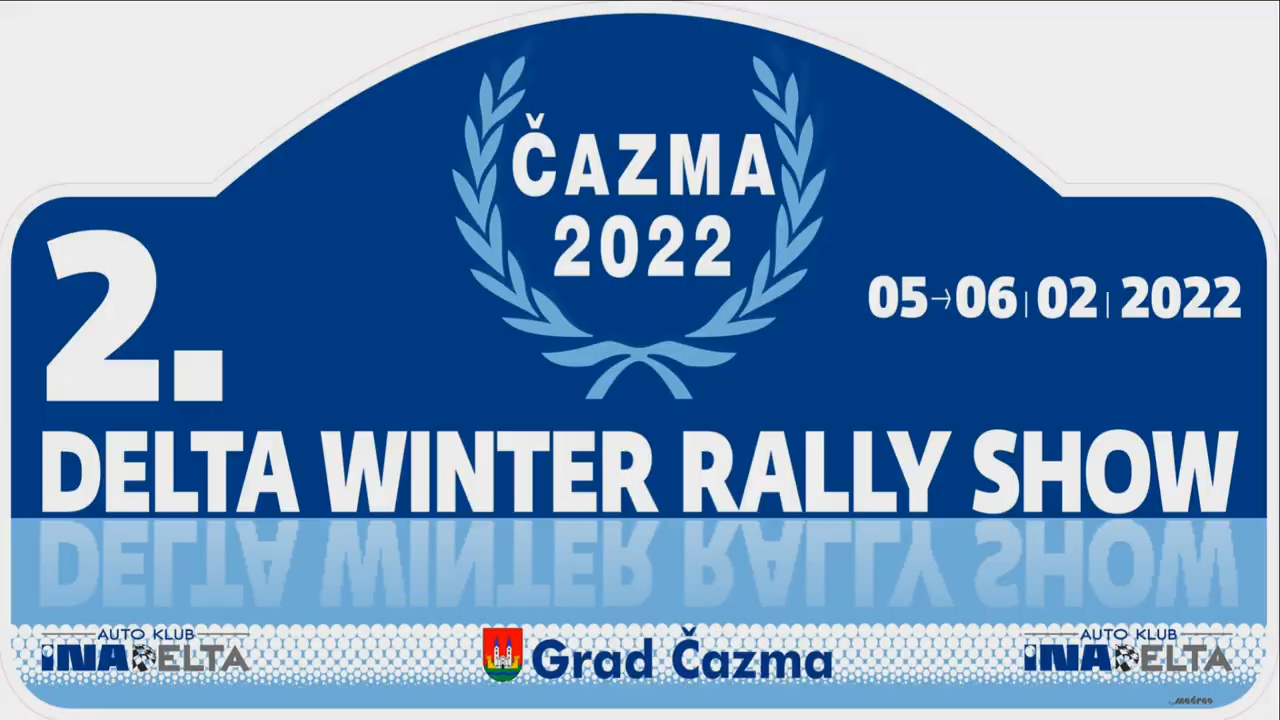 ČAZMA
2022
2.
05→06|02|2022
DELTA WINTER RALLY SHOW
DELTA WINTER RALLY SHOW
AUTO KLUB
INA DELTA
Grad Čazma
AUTO KLUB
INA DELTA